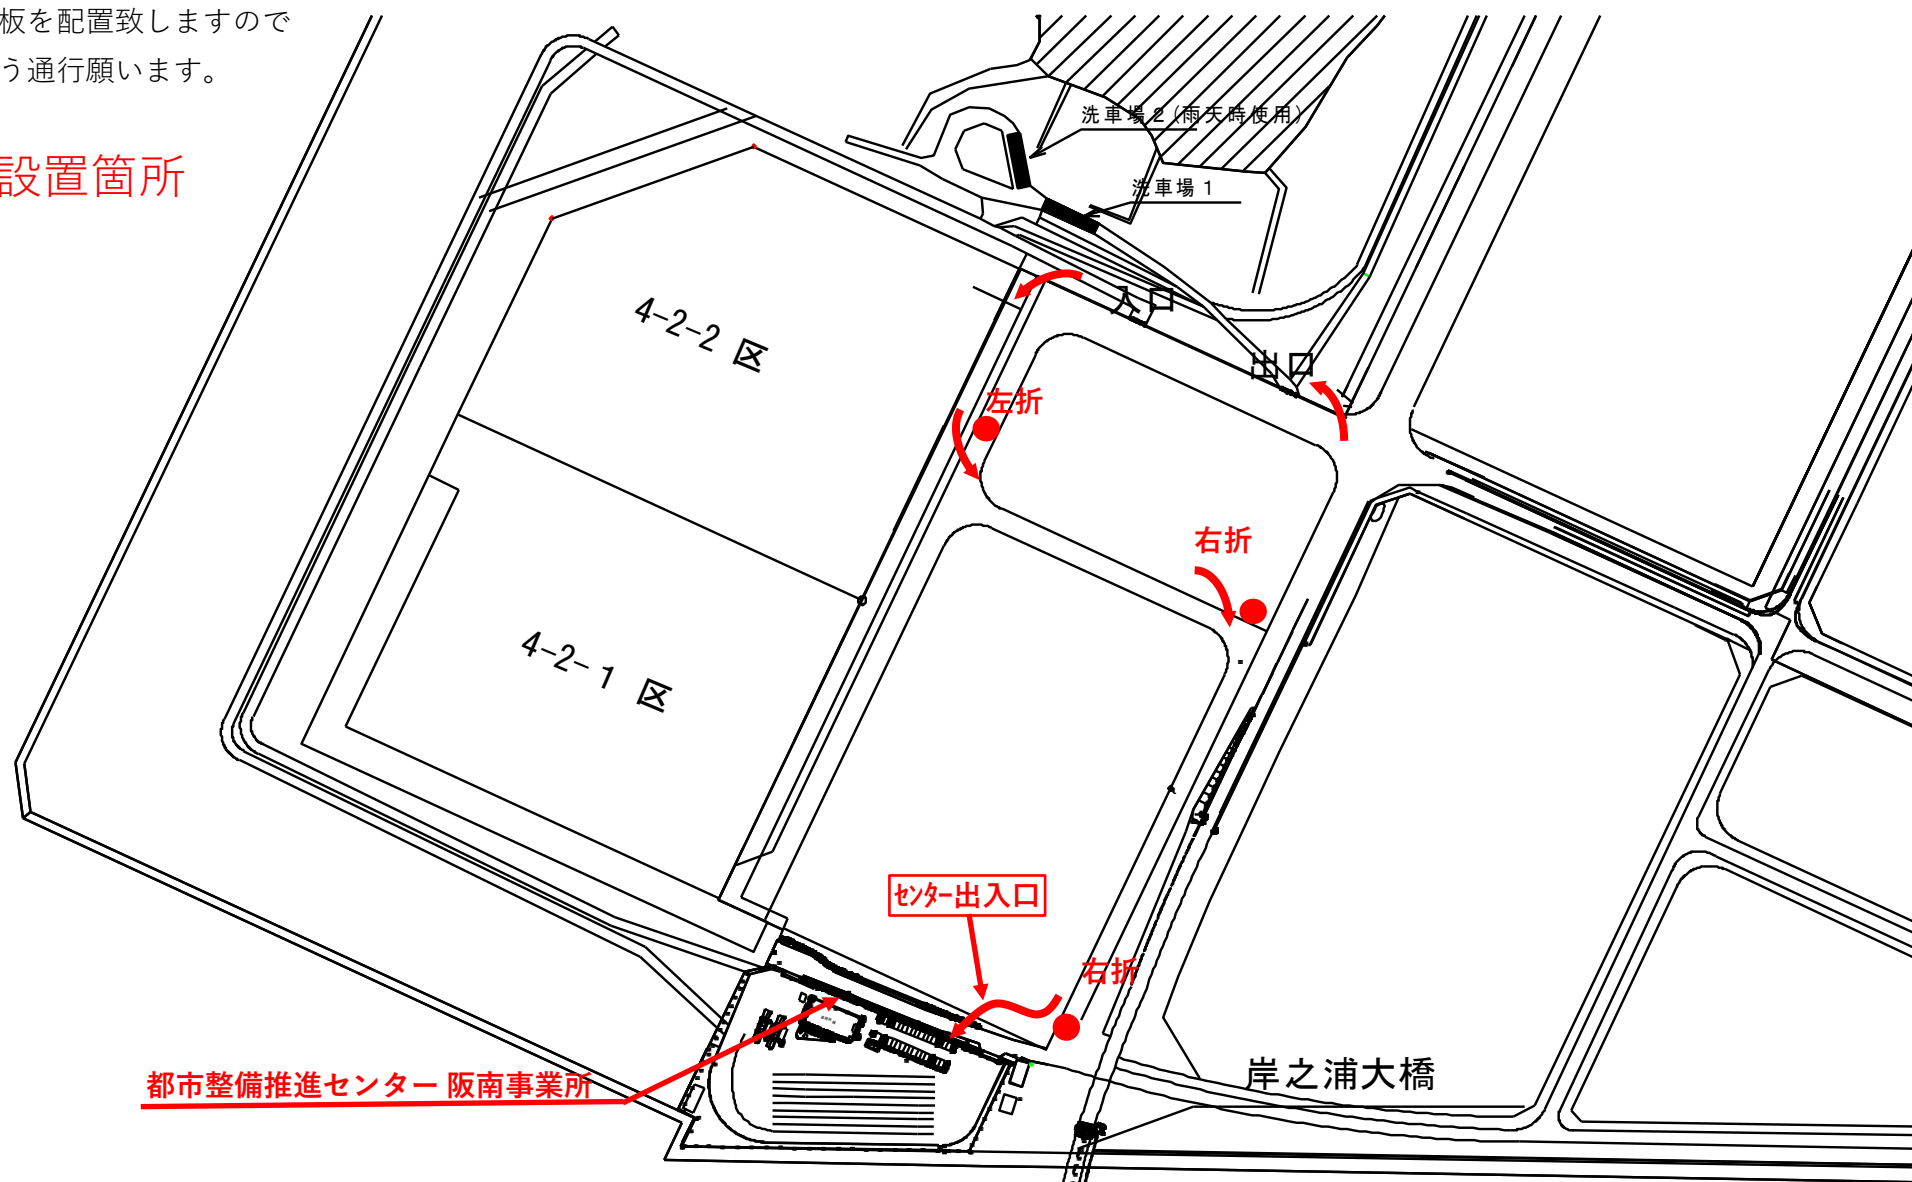 板を配置致しますので
う通行願います。
設置箇所
洗車場2(雨天時使用)
洗車場1
入口
出口
4-2-2 区
左折
右折
4-2-1 区
センター出入口
右折
都市整備推進センター 阪南事業所
岸之浦大橋